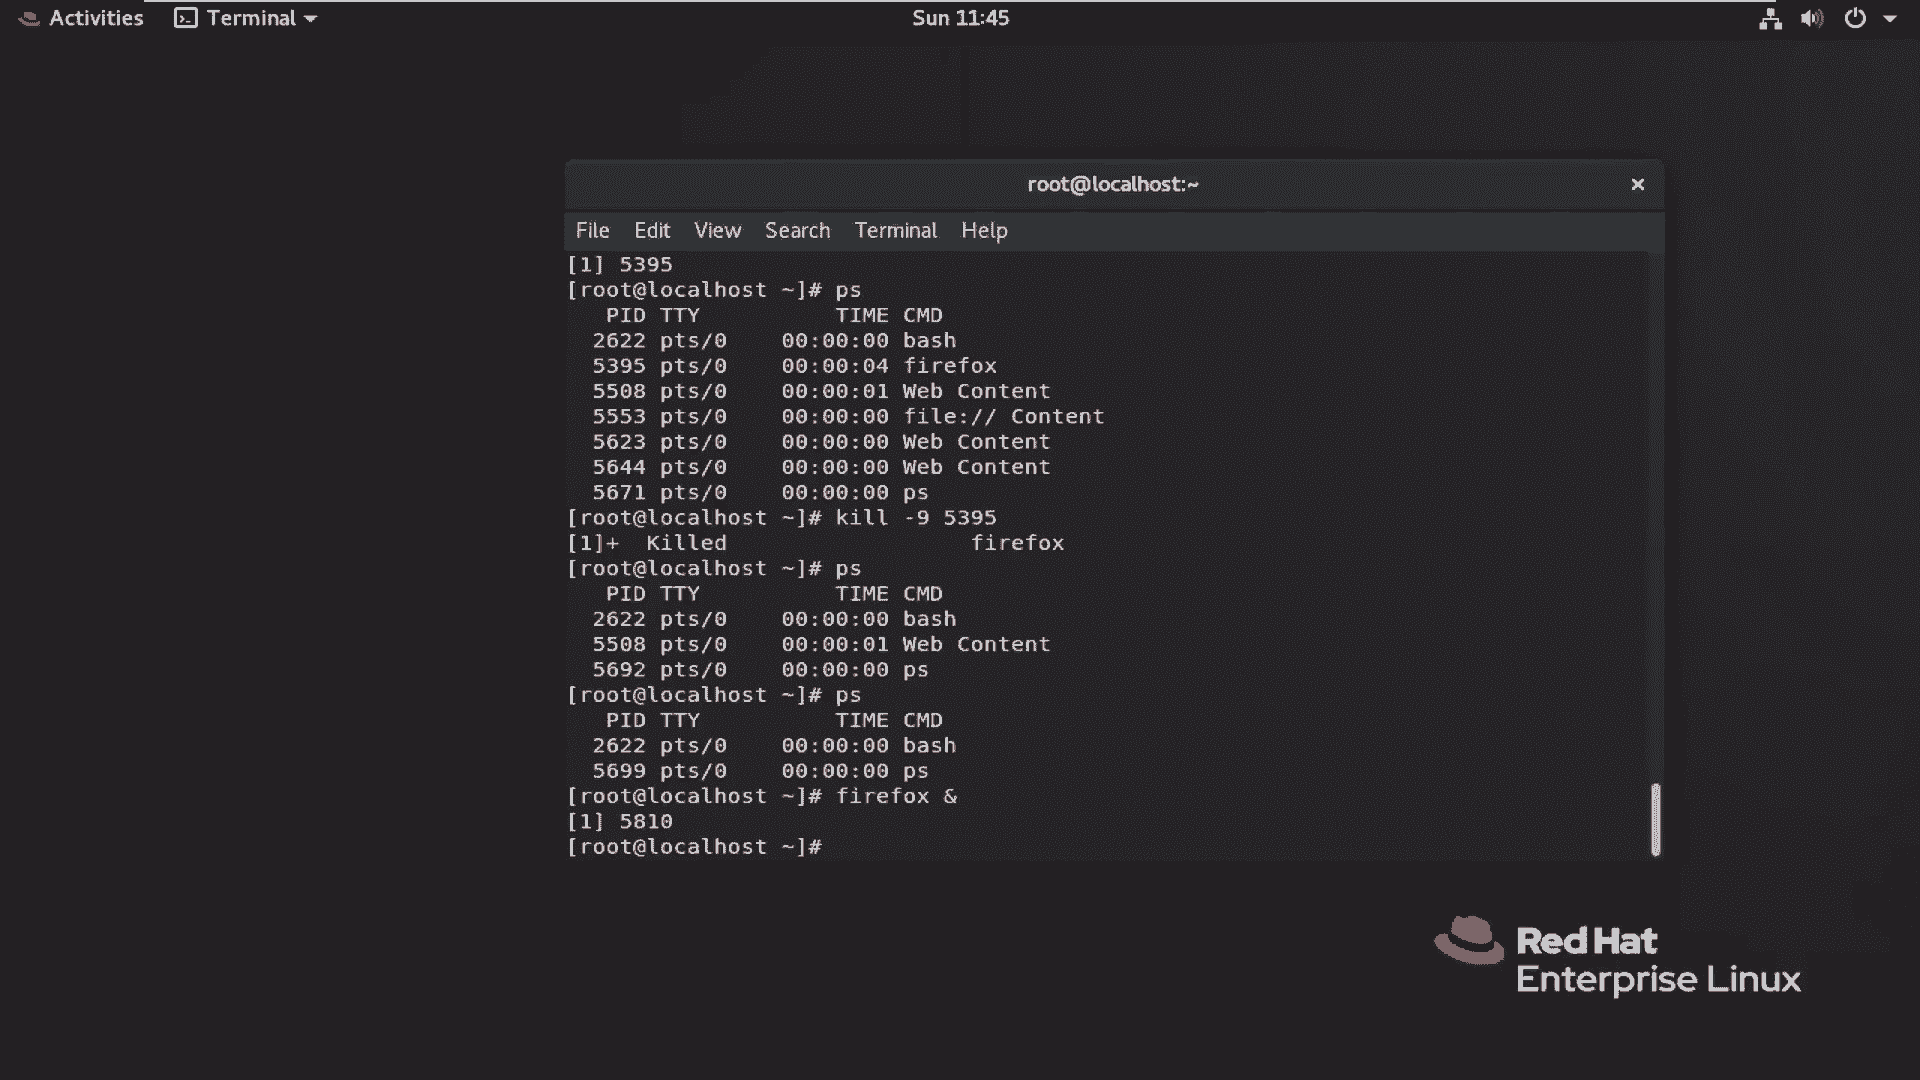 Activities Terminal Sun 11:45
root@localhost:~
File Edit View Search Terminal Help
[1] 5395
[root@localhost ~]# ps
PID TTY TIME CMD
2622 pts/0 00:00:00 bash
5395 pts/0 00:00:04 firefox
5508 pts/0 00:00:01 Web Content
5553 pts/0 00:00:00 file:// Content
5623 pts/0 00:00:00 Web Content
5644 pts/0 00:00:00 Web Content
5671 pts/0 00:00:00 ps
[root@localhost ~]# kill -9 5395
[1]+ Killed firefox
[root@localhost ~]# ps
PID TTY TIME CMD
2622 pts/0 00:00:00 bash
5508 pts/0 00:00:01 Web Content
5692 pts/0 00:00:00 ps
[root@localhost ~]# ps
PID TTY TIME CMD
2622 pts/0 00:00:00 bash
5699 pts/0 00:00:00 ps
[root@localhost ~]# firefox &
[1] 5810
[root@localhost ~]#
Red Hat
Enterprise Linux